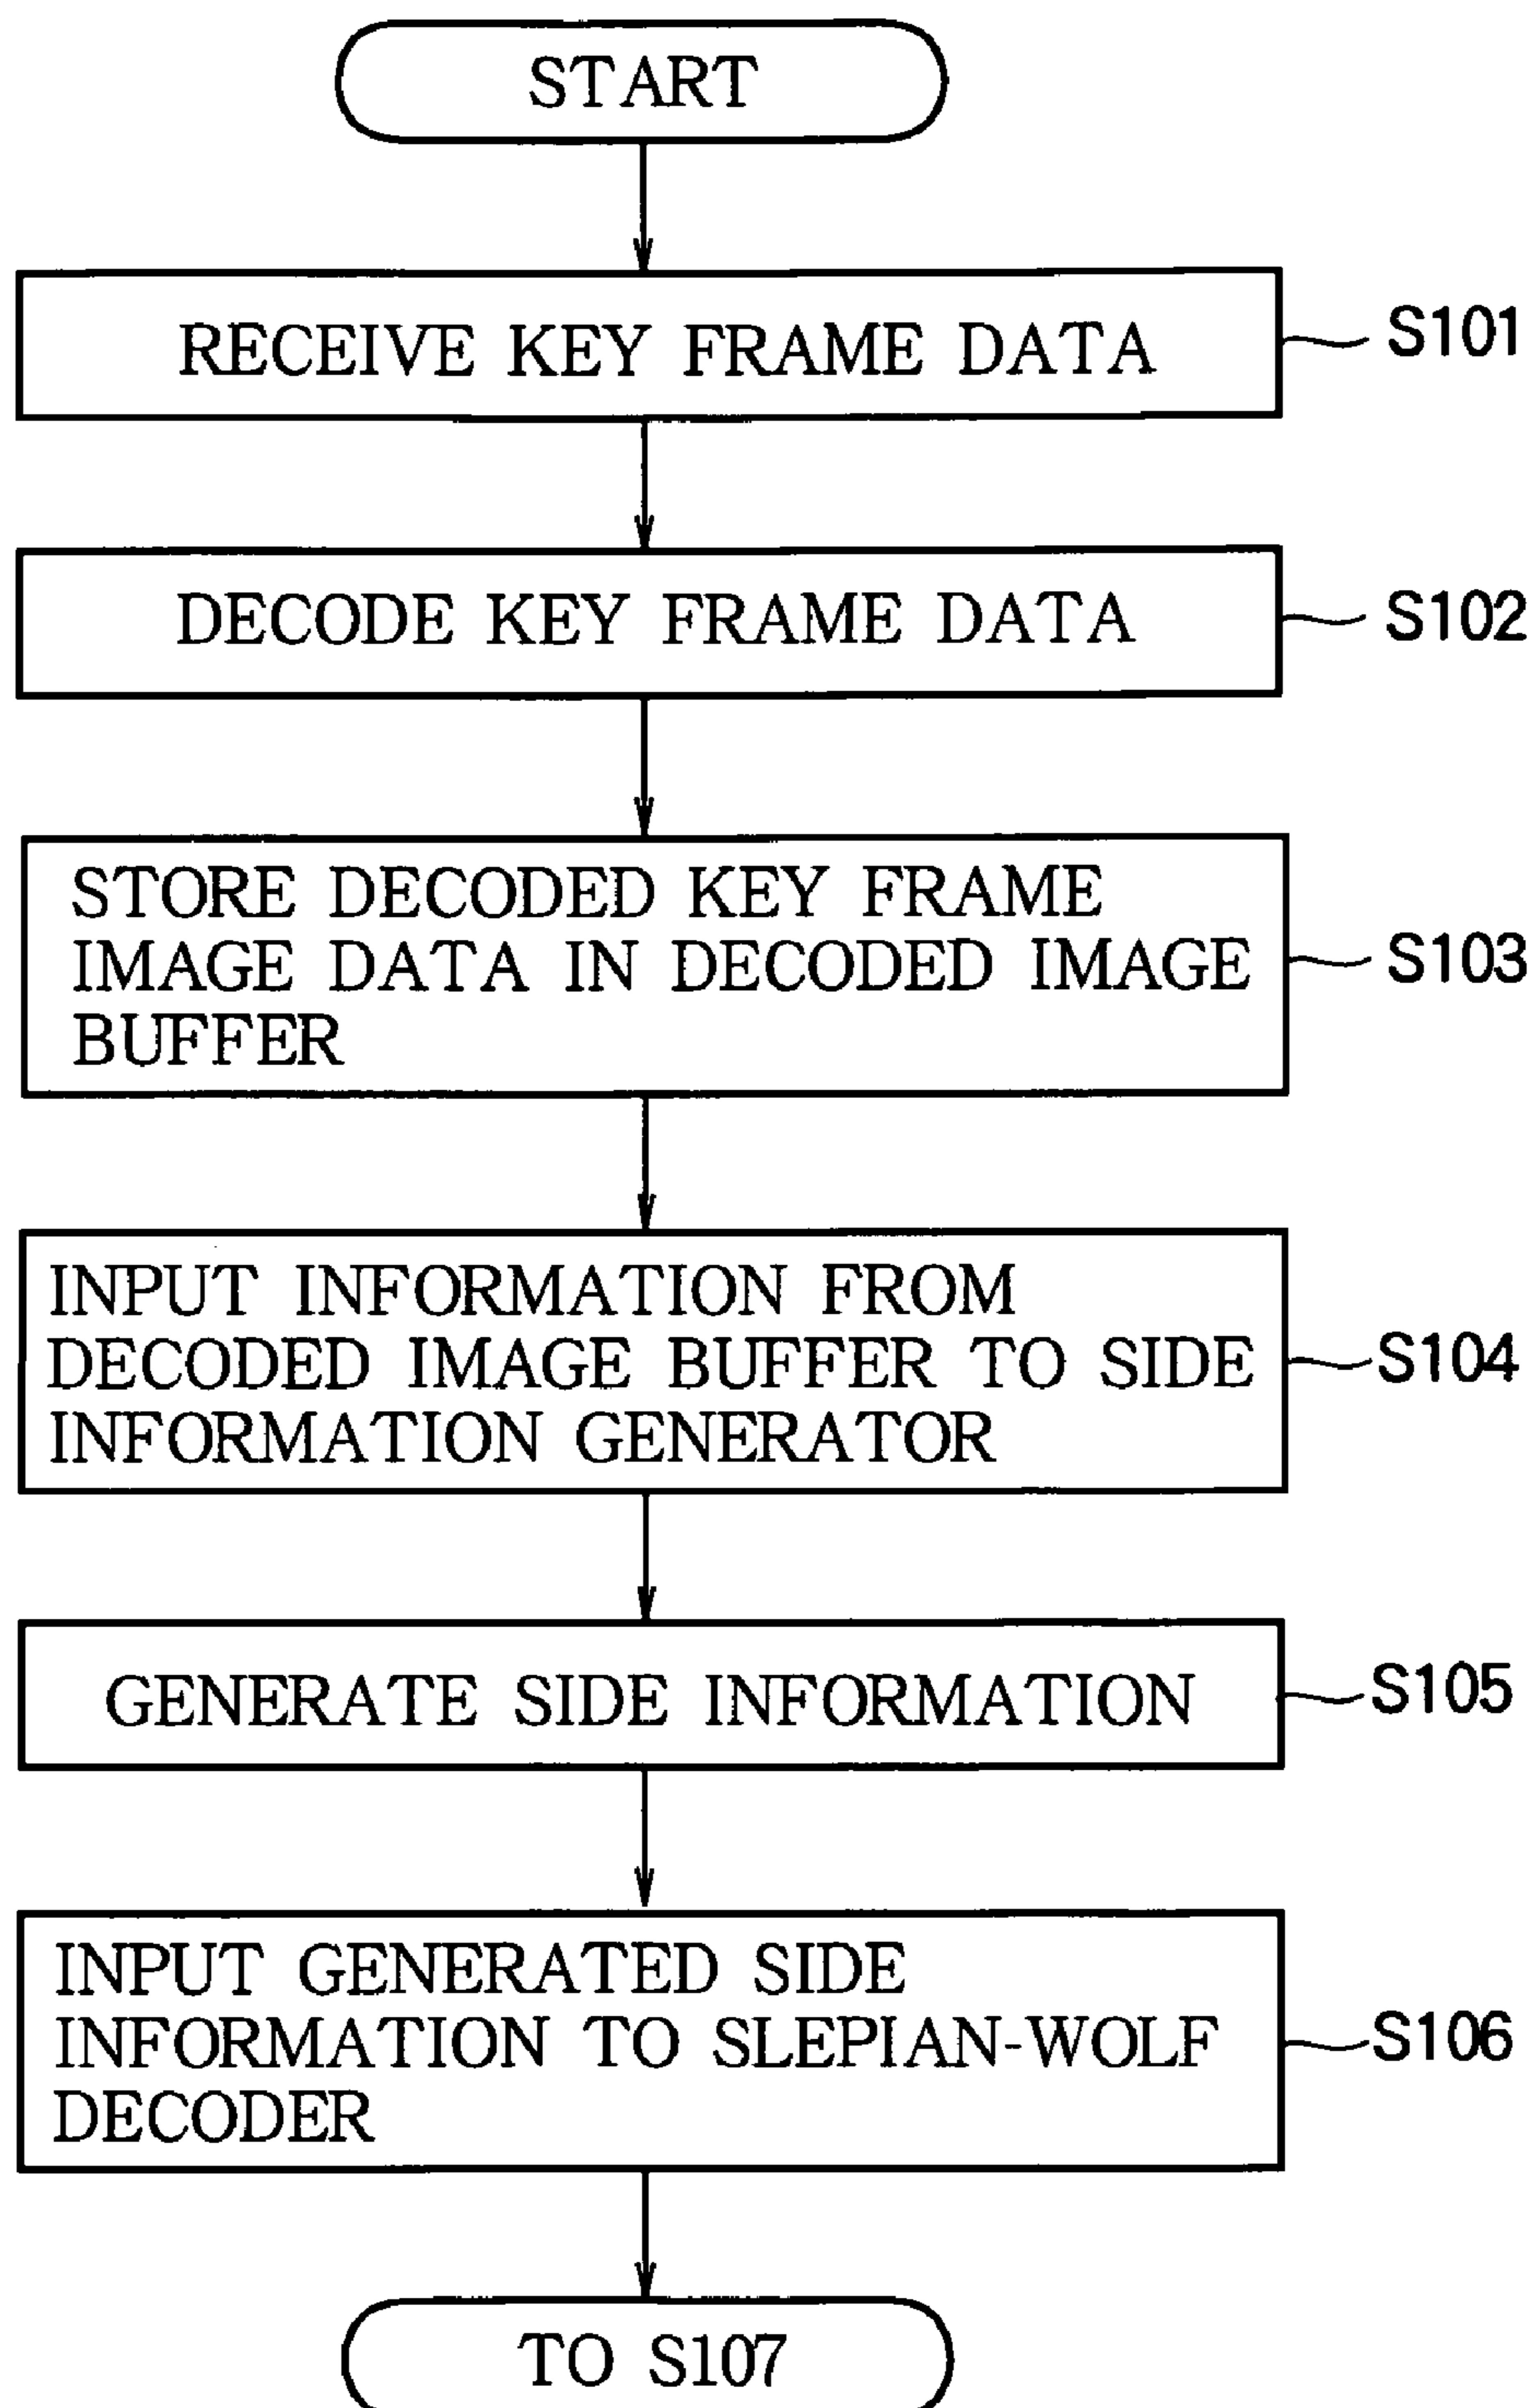 START
RECEIVE KEY FRAME DATA
S101
DECODE KEY FRAME DATA
S102
STORE DECODED KEY FRAME
IMAGE DATA IN DECODED IMAGE
BUFFER
S103
INPUT INFORMATION FROM
DECODED IMAGE BUFFER TO SIDE
INFORMATION GENERATOR
S104
GENERATE SIDE INFORMATION
S105
INPUT GENERATED SIDE
INFORMATION TO SLEPIAN-WOLF
DECODER
S106
TO S107